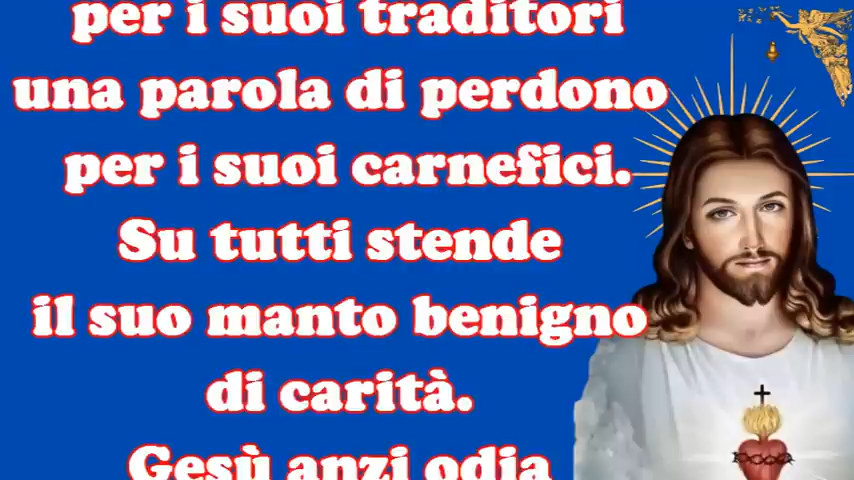 per i suoi traditori
una parola di perdono
per i suoi carnefici.
Su tutti stende
il suo manto benigno
di carità.
Gesù anzi odia